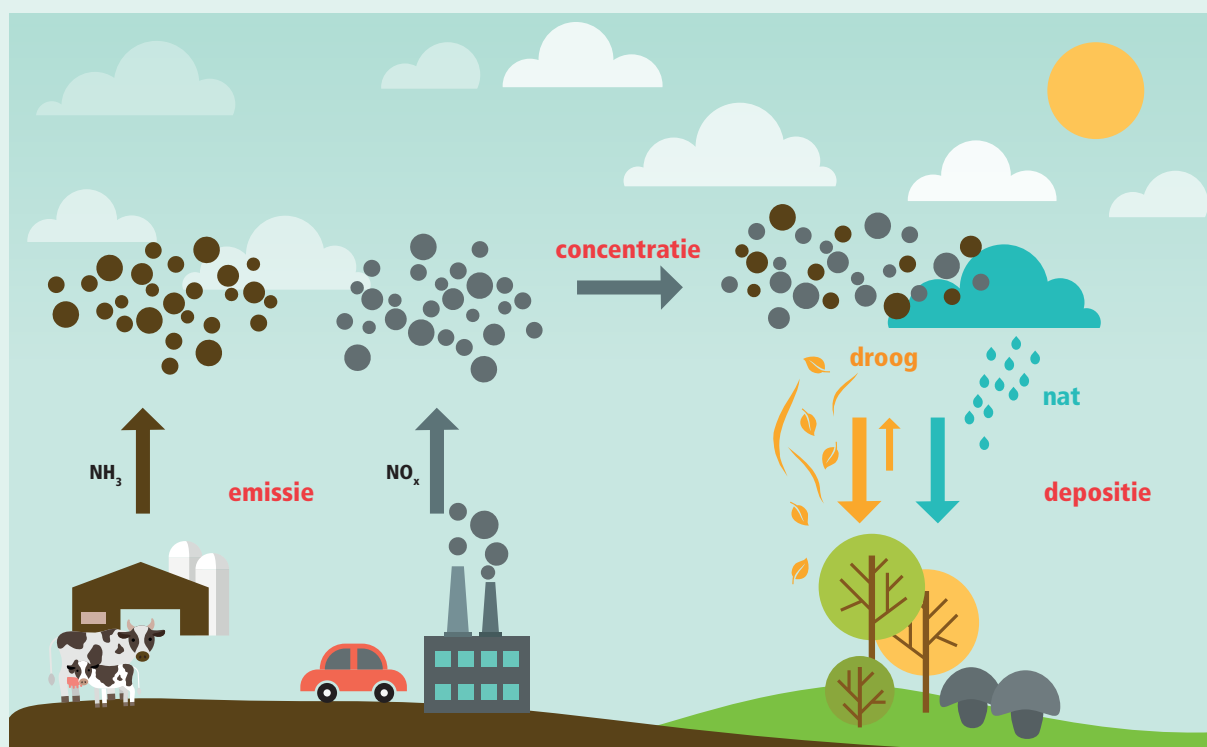 concentratie
droog
nat
NH₃
emissie
NOₓ
depositie